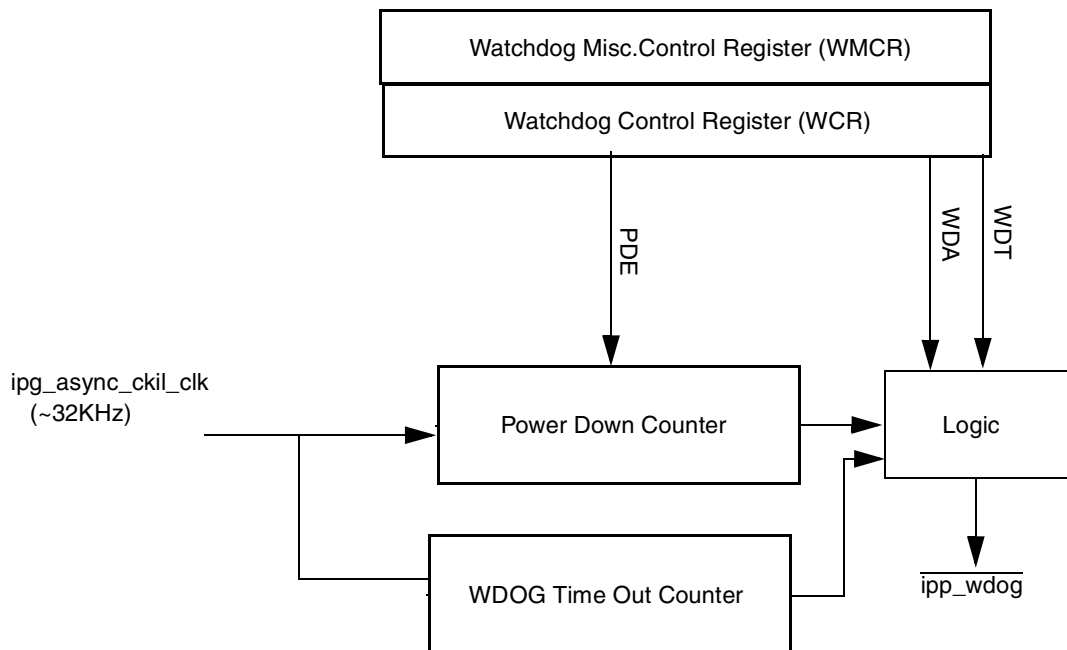 Watchdog Misc.Control Register (WMCR)
Watchdog Control Register (WCR)
PDE
WDA
WDT
ipg_async_ckil_clk
(~32KHz)
Power Down Counter
Logic
WDOG Time Out Counter
ipp_wdog